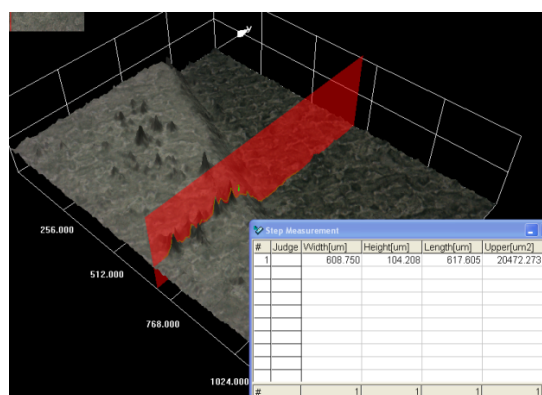 y
256.000
512.000
768.000
1024.000
Step Measurement
# Judge Width[um] Height[um] Length[um] Upper[um2]
1 608.750 104.208 617.605 20472.273
# 1 1 1 1